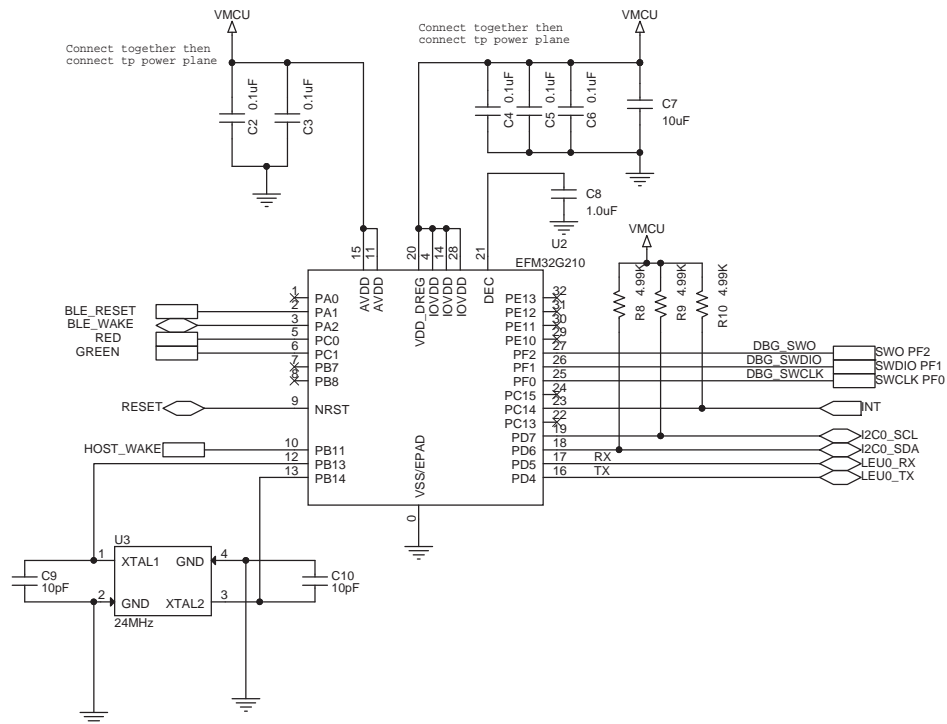 VMCU
VMCU
Connect together then
connect tp power plane
Connect together then
connect tp power plane
C2 0.1uF
C3 0.1uF
C4 0.1uF
C5 0.1uF
C6 0.1uF
C7
10uF
C8
1.0uF
VMCU
U2
EFM32G210
15
11
20
4
14
28
21
AVDD
AVDD
VDD_DREG
IOVDD
IOVDD
IOVDD
DEC
R8 4.99K
R9 4.99K
R10 4.99K
1 PA0
BLE_RESET 2 PA1
BLE_WAKE 3 PA2
RED 5 PC0
GREEN 6 PC1
7 PB7
8 PB8
RESET 9 NRST
HOST_WAKE 10 PB11
12 PB13
13 PB14
PE13 32
PE12 31
PE11 30
PE10 29
PF2 27 DBG_SWO SWO PF2
PF1 26 DBG_SWDIO SWDIO PF1
PF0 25 DBG_SWCLK SWCLK PF0
PC15 24
PC14 23 INT
PC13 22
PD7 19 I2C0_SCL
PD6 18 I2C0_SDA
PD5 17 RX LEU0_RX
PD4 16 TX LEU0_TX
VSS/EPAD
0
U3
1 XTAL1 GND 4
2 GND XTAL2 3
24MHz
C9
10pF
C10
10pF